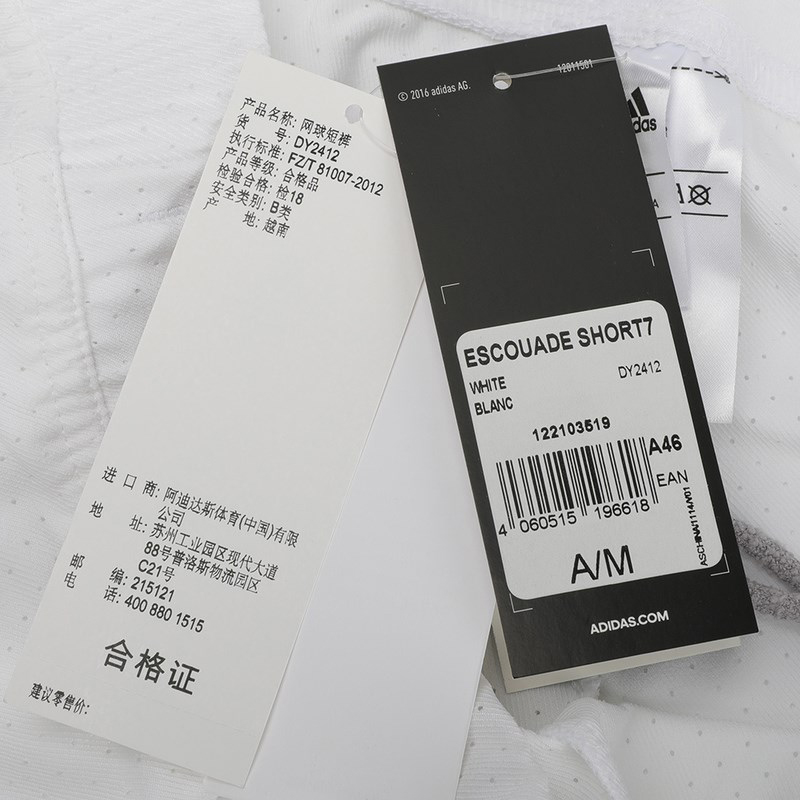 产品名称: 网球短裤
货 号: DY2412
执行标准: FZ/T 81007-2012
产品等级: 合格品
检验合格: 检18
安全类别: B类
产 地: 越南
进 口 商: 阿迪达斯体育(中国)有限
公司
地 址: 苏州工业园区现代大道
88号普洛斯物流园区
C21号
邮 编: 215121
电 话: 400 880 1515
合格证
建议零售价:
© 2016 adidas AG.
12011501
ESCOUADE SHORT7
WHITE
DY2412
BLANC
122103519
A46
EAN
4 060515 196618
A/M
ASCHINA/1114/V01
ADIDAS.COM